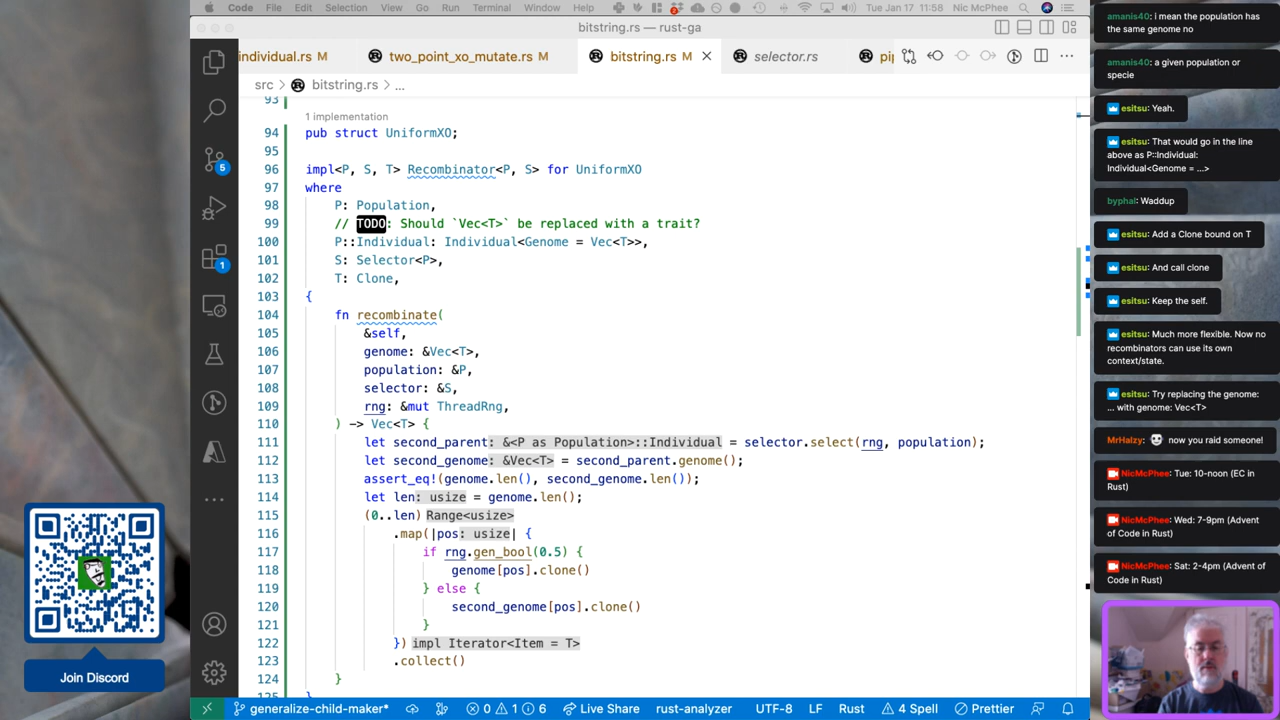 Code File Edit Selection View Go Run Terminal Window Help
Tue Jan 17 11:58 Nic McPhee
bitstring.rs — rust-ga
individual.rs M
two_point_xo_mutate.rs M
bitstring.rs M
selector.rs
src > bitstring.rs > ...
93
1 implementation
94 pub struct UniformXO;
95
96 impl<P, S, T> Recombinator<P, S> for UniformXO
97 where
98 P: Population,
99 // TODO: Should `Vec<T>` be replaced with a trait?
100 P::Individual: Individual<Genome = Vec<T>>,
101 S: Selector<P>,
102 T: Clone,
103 {
104 fn recombinate(
105 &self,
106 genome: &Vec<T>,
107 population: &P,
108 selector: &S,
109 rng: &mut ThreadRng,
110 ) -> Vec<T> {
111 let second_parent: &<P as Population>::Individual = selector.select(rng, population);
112 let second_genome: &Vec<T> = second_parent.genome();
113 assert_eq!(genome.len(), second_genome.len());
114 let len: usize = genome.len();
115 (0..len) Range<usize>
116 .map(|pos: usize| {
117 if rng.gen_bool(0.5) {
118 genome[pos].clone()
119 } else {
120 second_genome[pos].clone()
121 }
122 }) impl Iterator<Item = T>
123 .collect()
124 }
125 }
generalize-child-maker* 0 1 6 Live Share rust-analyzer UTF-8 LF Rust 4 Spell Prettier
5
1
Join Discord
amanis40: i mean the population has
the same genome no
amanis40: a given population or
specie
esitsu: Yeah.
esitsu: That would go in the line
above as P::Individual:
Individual<Genome = ...>
byphal: Waddup
esitsu: Add a Clone bound on T
esitsu: And call clone
esitsu: Keep the self.
esitsu: Much more flexible. Now no
recombinators can use its own
context/state.
esitsu: Try replacing the genome:
... with genome: Vec<T>
MrHalzy: now you raid someone!
NicMcPhee: Tue: 10-noon (EC in
Rust)
NicMcPhee: Wed: 7-9pm (Advent
of Code in Rust)
NicMcPhee: Sat: 2-4pm (Advent of
Code in Rust)